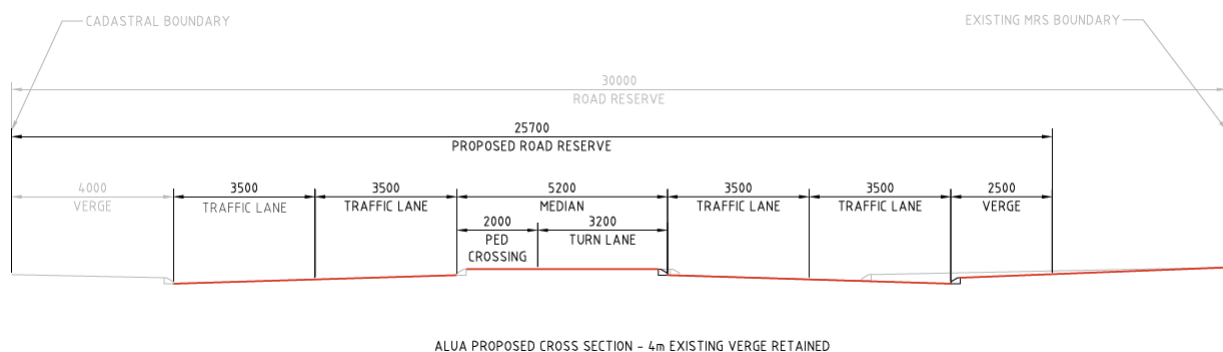 CADASTRAL BOUNDARY
EXISTING MRS BOUNDARY
30000
ROAD RESERVE
25700
PROPOSED ROAD RESERVE
4000
VERGE
3500
TRAFFIC LANE
3500
TRAFFIC LANE
5200
MEDIAN
3500
TRAFFIC LANE
3500
TRAFFIC LANE
2500
VERGE
2000
PED
CROSSING
3200
TURN LANE
ALUA PROPOSED CROSS SECTION - 4m EXISTING VERGE RETAINED